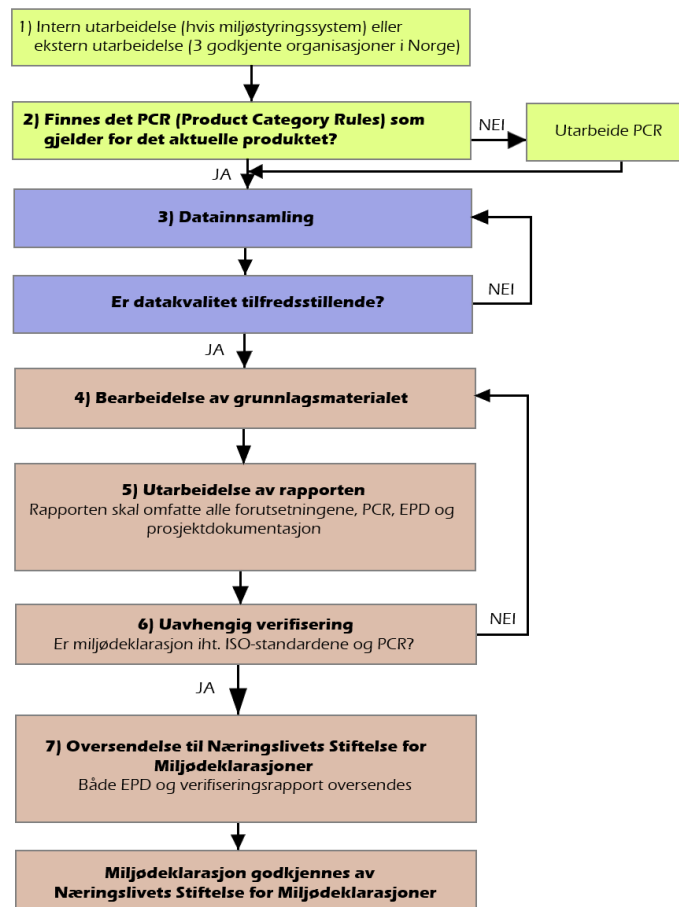 1) Intern utarbeidelse (hvis miljøstyringssystem) eller
ekstern utarbeidelse (3 godkjente organisasjoner i Norge)
2) Finnes det PCR (Product Category Rules) som
gjelder for det aktuelle produktet?
NEI
Utarbeide PCR
JA
3) Datainnsamling
Er datakvalitet tilfredsstillende?
NEI
JA
4) Bearbeidelse av grunnlagsmaterialet
5) Utarbeidelse av rapporten
Rapporten skal omfatte alle forutsetningene, PCR, EPD og
prosjektdokumentasjon
6) Uavhengig verifisering
Er miljødeklarasjon iht. ISO-standardene og PCR?
NEI
JA
7) Oversendelse til Næringslivets Stiftelse for
Miljødeklarasjoner
Både EPD og verifiseringsrapport oversendes
Miljødeklarasjon godkjennes av
Næringslivets Stiftelse for Miljødeklarasjoner